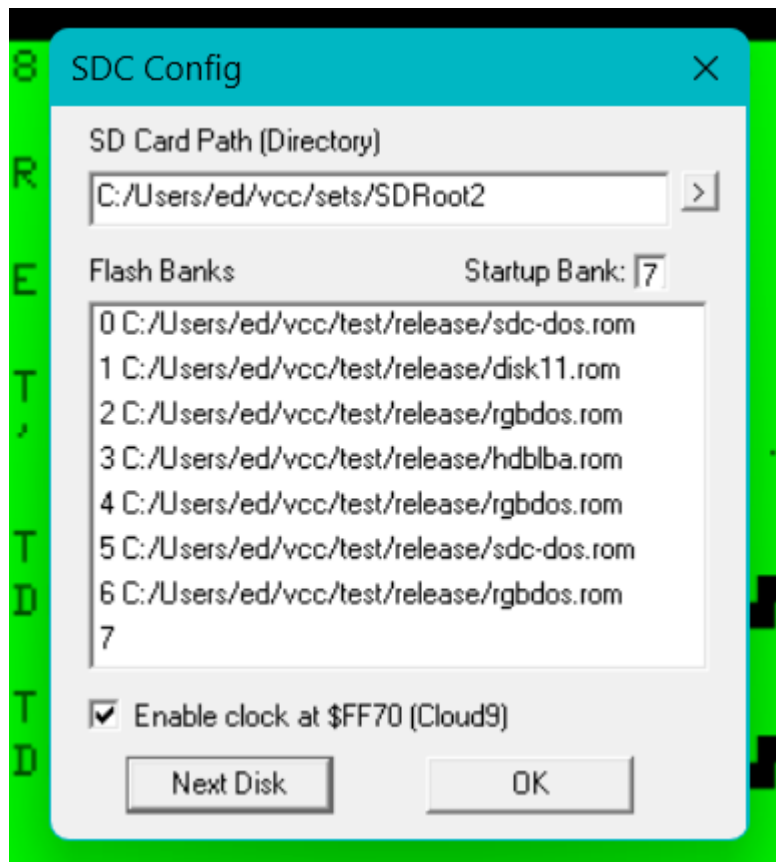 SDC Config
SD Card Path (Directory)
C:/Users/ed/vcc/sets/SDRoot2
>
Flash Banks Startup Bank: 7
0 C:/Users/ed/vcc/test/release/sdc-dos.rom
1 C:/Users/ed/vcc/test/release/disk11.rom
2 C:/Users/ed/vcc/test/release/rgbdos.rom
3 C:/Users/ed/vcc/test/release/hdblba.rom
4 C:/Users/ed/vcc/test/release/rgbdos.rom
5 C:/Users/ed/vcc/test/release/sdc-dos.rom
6 C:/Users/ed/vcc/test/release/rgbdos.rom
7
Enable clock at $FF70 (Cloud9)
Next Disk OK
8
R
E
T
,
T
D
T
D